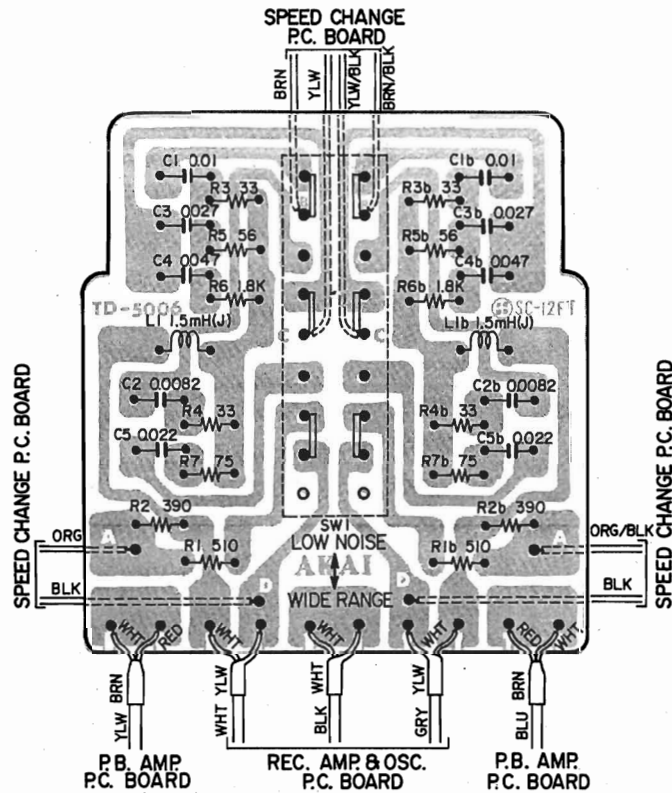 SPEED CHANGE
P.C. BOARD
BRN
YLW
YLW/BLK
BRN/BLK
C1 0.01
C1b 0.01
R3 33
R3b 33
C3 0.027
C3b 0.027
R5 56
R5b 56
C4 0.047
C4b 0.047
R6 1.8K
R6b 1.8K
TD-5006
SC-12FT
L1 1.5mH(J)
L1b 1.5mH(J)
C
C
C2 0.0082
C2b 0.0082
R4 33
R4b 33
C5 0.022
C5b 0.022
R7 75
R7b 75
SPEED CHANGE P.C. BOARD
SPEED CHANGE P.C. BOARD
R2 390
R2b 390
SW1
ORG
A
LOW NOISE
A
ORG/BLK
R1 510
AKAI
R1b 510
BLK
D
WIDE RANGE
D
BLK
WHT
RED
WHT
WHT
WHT
RED
WHT
YLW
BRN
WHT
YLW
BLK
WHT
GRY
YLW
BLU
BRN
P.B. AMP.
P.C. BOARD
REC. AMP. & OSC.
P.C. BOARD
P.B. AMP.
P.C. BOARD